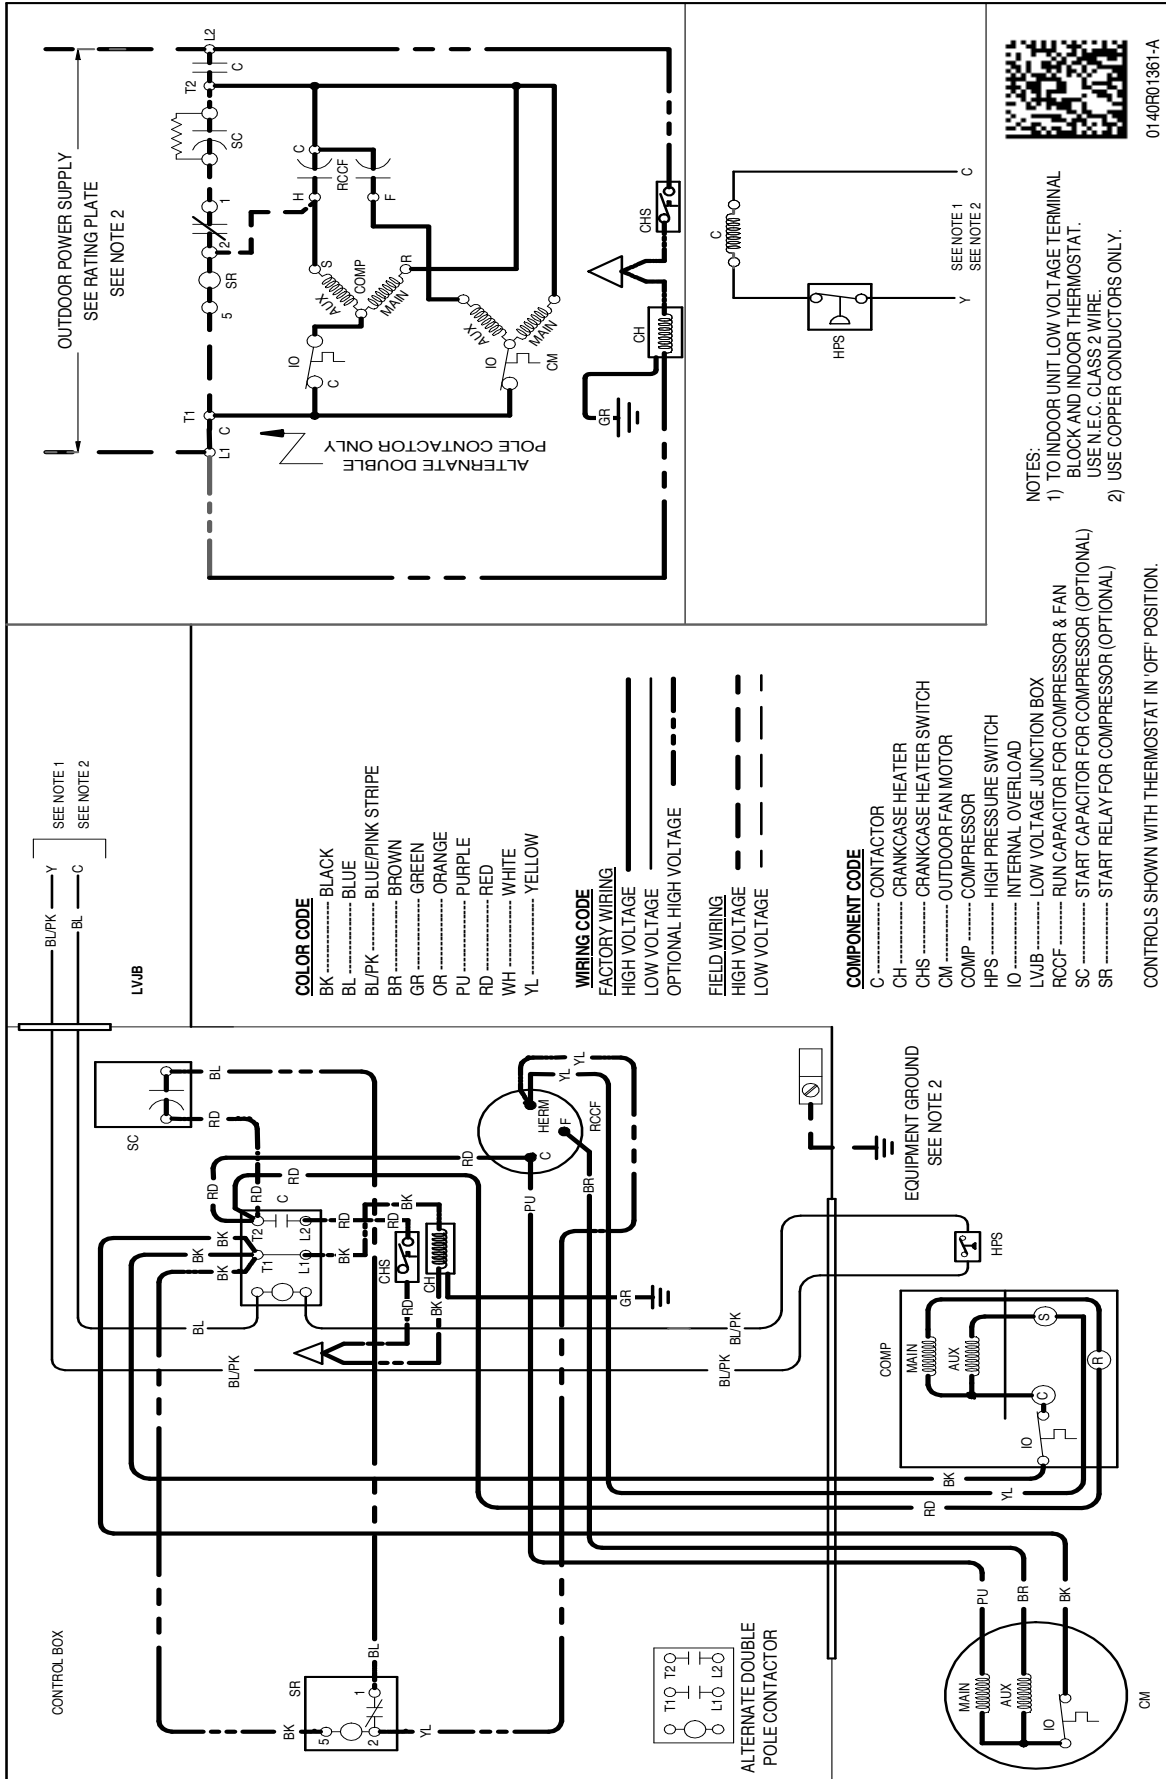 CONTROL BOX
LVJB
BL/PK
Y
BL
C
SEE NOTE 1
SEE NOTE 2
SC
RD
BL
RD
RD
RD
RD
C
BK
BK
BK
BK
T2
T1
L2
L1
RD
BK
RD
BK
CHS
CH
RD
BK
BL
BL/PK
GR
BL/PK
BL/PK
HPS
SR
5
2
1
BK
BL
YL
HERM
F
C
RCCF
RD
YL
YL
PU
BR
EQUIPMENT GROUND
SEE NOTE 2
COMP
MAIN
AUX
S
R
C
IO
BK
YL
RD
PU
BR
BK
MAIN
AUX
IO
CM
T1
T2
L1
L2
ALTERNATE DOUBLE
POLE CONTACTOR
COLOR CODE
BK ---------- BLACK
BL ---------- BLUE
BL/PK ------- BLUE/PINK STRIPE
BR ---------- BROWN
GR ---------- GREEN
OR ---------- ORANGE
PU ---------- PURPLE
RD ---------- RED
WH ---------- WHITE
YL ---------- YELLOW
WIRING CODE
FACTORY WIRING
HIGH VOLTAGE
LOW VOLTAGE
OPTIONAL HIGH VOLTAGE
FIELD WIRING
HIGH VOLTAGE
LOW VOLTAGE
COMPONENT CODE
C ---------- CONTACTOR
CH --------- CRANKCASE HEATER
CHS -------- CRANKCASE HEATER SWITCH
CM --------- OUTDOOR FAN MOTOR
COMP ------- COMPRESSOR
HPS -------- HIGH PRESSURE SWITCH
IO --------- INTERNAL OVERLOAD
LVJB ------- LOW VOLTAGE JUNCTION BOX
RCCF ------- RUN CAPACITOR FOR COMPRESSOR & FAN
SC --------- START CAPACITOR FOR COMPRESSOR (OPTIONAL)
SR --------- START RELAY FOR COMPRESSOR (OPTIONAL)
CONTROLS SHOWN WITH THERMOSTAT IN 'OFF' POSITION.
OUTDOOR POWER SUPPLY
SEE RATING PLATE
SEE NOTE 2
L1
C
T1
5
SR
2
1
SC
T2
C
L2
ALTERNATE DOUBLE
POLE CONTACTOR ONLY
IO
C
AUX
S
COMP
MAIN
R
H
C
RCCF
F
IO
AUX
MAIN
CM
GR
CH
CHS
HPS
C
Y
C
SEE NOTE 1
SEE NOTE 2
NOTES:
1) TO INDOOR UNIT LOW VOLTAGE TERMINAL
BLOCK AND INDOOR THERMOSTAT.
USE N.E.C. CLASS 2 WIRE.
2) USE COPPER CONDUCTORS ONLY.
0140R01361-A